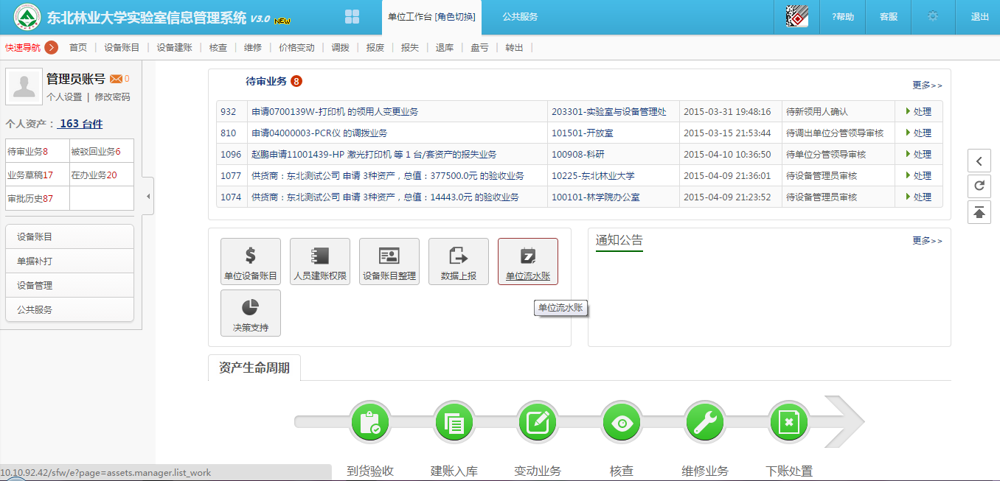 东北林业大学实验室信息管理系统 V3.0 NEW
单位工作台 [角色切换] 公共服务 ?帮助 客服 退出
快速导航 首页 | 设备账目 | 设备建账 | 核查 | 维修 | 价格变动 | 调拨 | 报废 | 报失 | 退库 | 盘亏 | 转出 |
管理员账号 0
个人设置 | 修改密码
个人资产： 163 台件
待审业务8 被驳回业务6
业务草稿17 在办业务20
审批历史87
设备账目
单据补打
设备管理
公共服务
待审业务 8 更多>>
932 申请0700139W-打印机 的领用人变更业务 203301-实验室与设备管理处 2015-03-31 19:48:16 待新领用人确认 处理
810 申请04000003-PCR仪 的调拨业务 101501-开放室 2015-03-15 21:53:44 待调出单位分管领导审核 处理
1096 赵鹏申请11001439-HP 激光打印机 等 1 台/套资产的报失业务 100908-科研 2015-04-10 10:36:50 待单位分管领导审核 处理
1077 供货商：东北测试公司 申请 3种资产，总值：377500.0元 的验收业务 10225-东北林业大学 2015-04-09 21:36:01 待设备管理员审核 处理
1074 供货商：东北测试公司 申请 3种资产，总值：14443.0元 的验收业务 100101-林学院办公室 2015-04-09 21:23:52 待设备管理员审核 处理
单位设备账目 人员建账权限 设备账目整理 数据上报 单位流水账
决策支持
单位流水账
通知公告 更多>>
资产生命周期
到货验收 建账入库 变动业务 核查 维修业务 下账处置
10.10.92.42/sfw/e?page=assets.manager.list_work